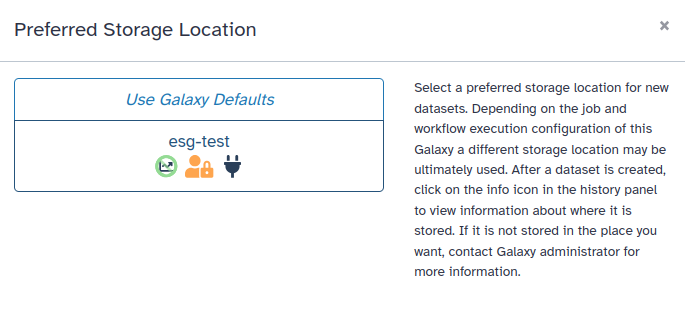 Preferred Storage Location
×
Use Galaxy Defaults
esg-test
Select a preferred storage location for new
datasets. Depending on the job and
workflow execution configuration of this
Galaxy a different storage location may be
ultimately used. After a dataset is created,
click on the info icon in the history panel
to view information about where it is
stored. If it is not stored in the place you
want, contact Galaxy administrator for
more information.